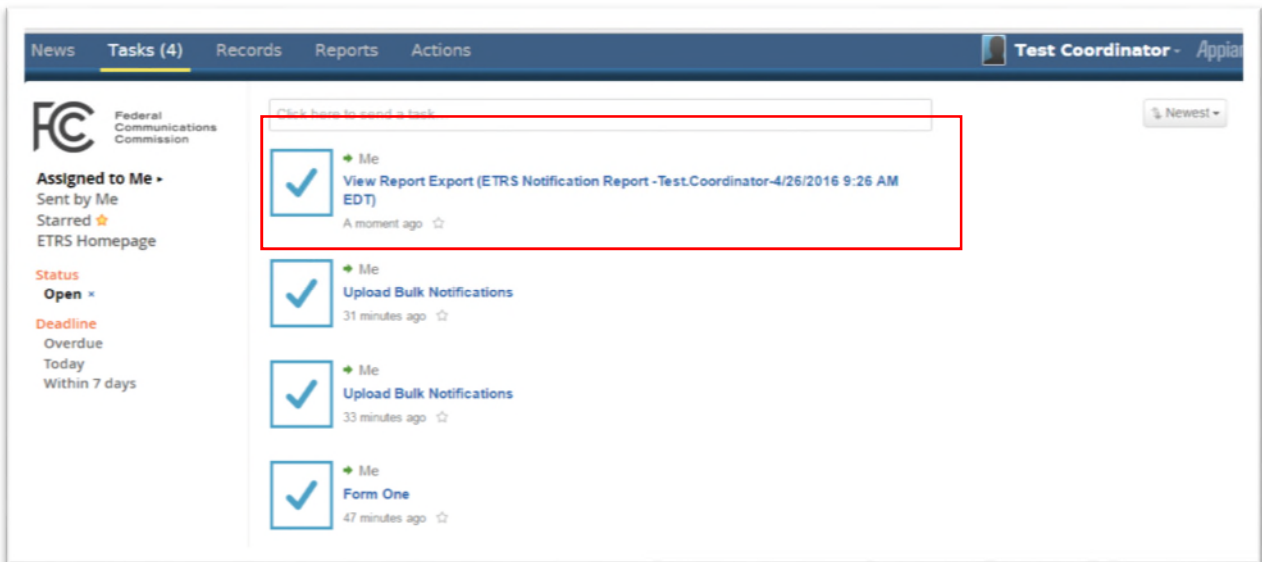 News Tasks (4) Records Reports Actions Test Coordinator
FCC Federal
Communications
Commission
Click here to send a task
Newest
Assigned to Me
Sent by Me
Starred
ETRS Homepage
Status
Open ×
Deadline
Overdue
Today
Within 7 days
Me
View Report Export (ETRS Notification Report -Test.Coordinator-4/26/2016 9:26 AM
EDT)
A moment ago
Me
Upload Bulk Notifications
31 minutes ago
Me
Upload Bulk Notifications
33 minutes ago
Me
Form One
47 minutes ago